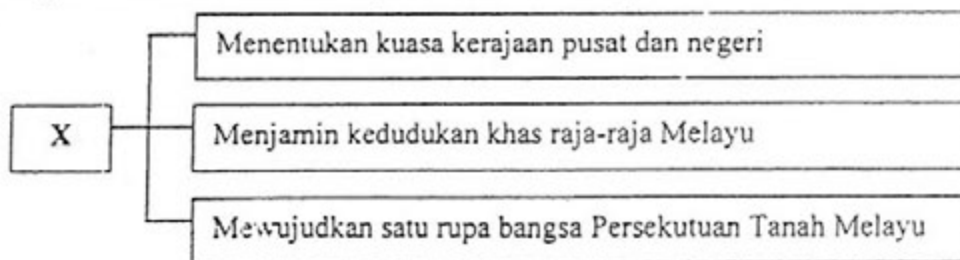 Menentukan kuasa kerajaan pusat dan negeri
X
Menjamin kedudukan khas raja-raja Melayu
Mewujudkan satu rupa bangsa Persekutuan Tanah Melayu